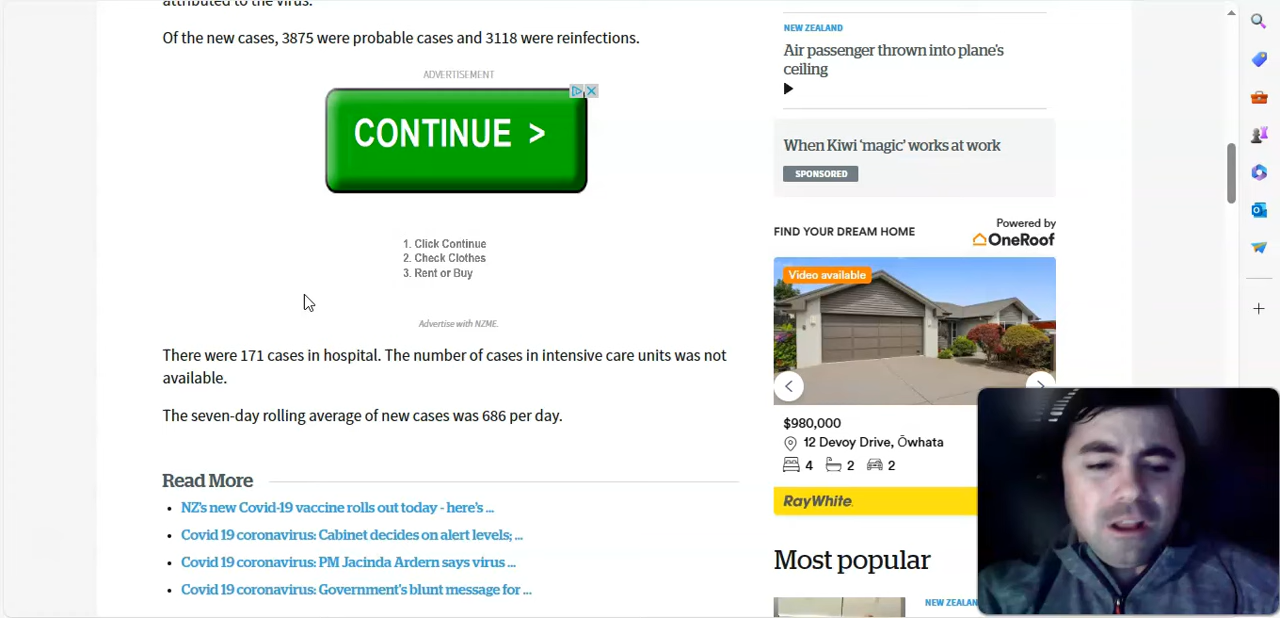 attributed to the virus.
Of the new cases, 3875 were probable cases and 3118 were reinfections.
ADVERTISEMENT
CONTINUE >
1. Click Continue
2. Check Clothes
3. Rent or Buy
Advertise with NZME.
There were 171 cases in hospital. The number of cases in intensive care units was not
available.
The seven-day rolling average of new cases was 686 per day.
Read More
• NZ's new Covid-19 vaccine rolls out today - here's ...
• Covid 19 coronavirus: Cabinet decides on alert levels; ...
• Covid 19 coronavirus: PM Jacinda Ardern says virus ...
• Covid 19 coronavirus: Government's blunt message for ...
NEW ZEALAND
Air passenger thrown into plane's
ceiling
When Kiwi ‘magic’ works at work
SPONSORED
FIND YOUR DREAM HOME
Powered by
OneRoof
Video available
$980,000
12 Devoy Drive, Ōwhata
4 2 2
RayWhite.
Most popular
NEW ZEALAN